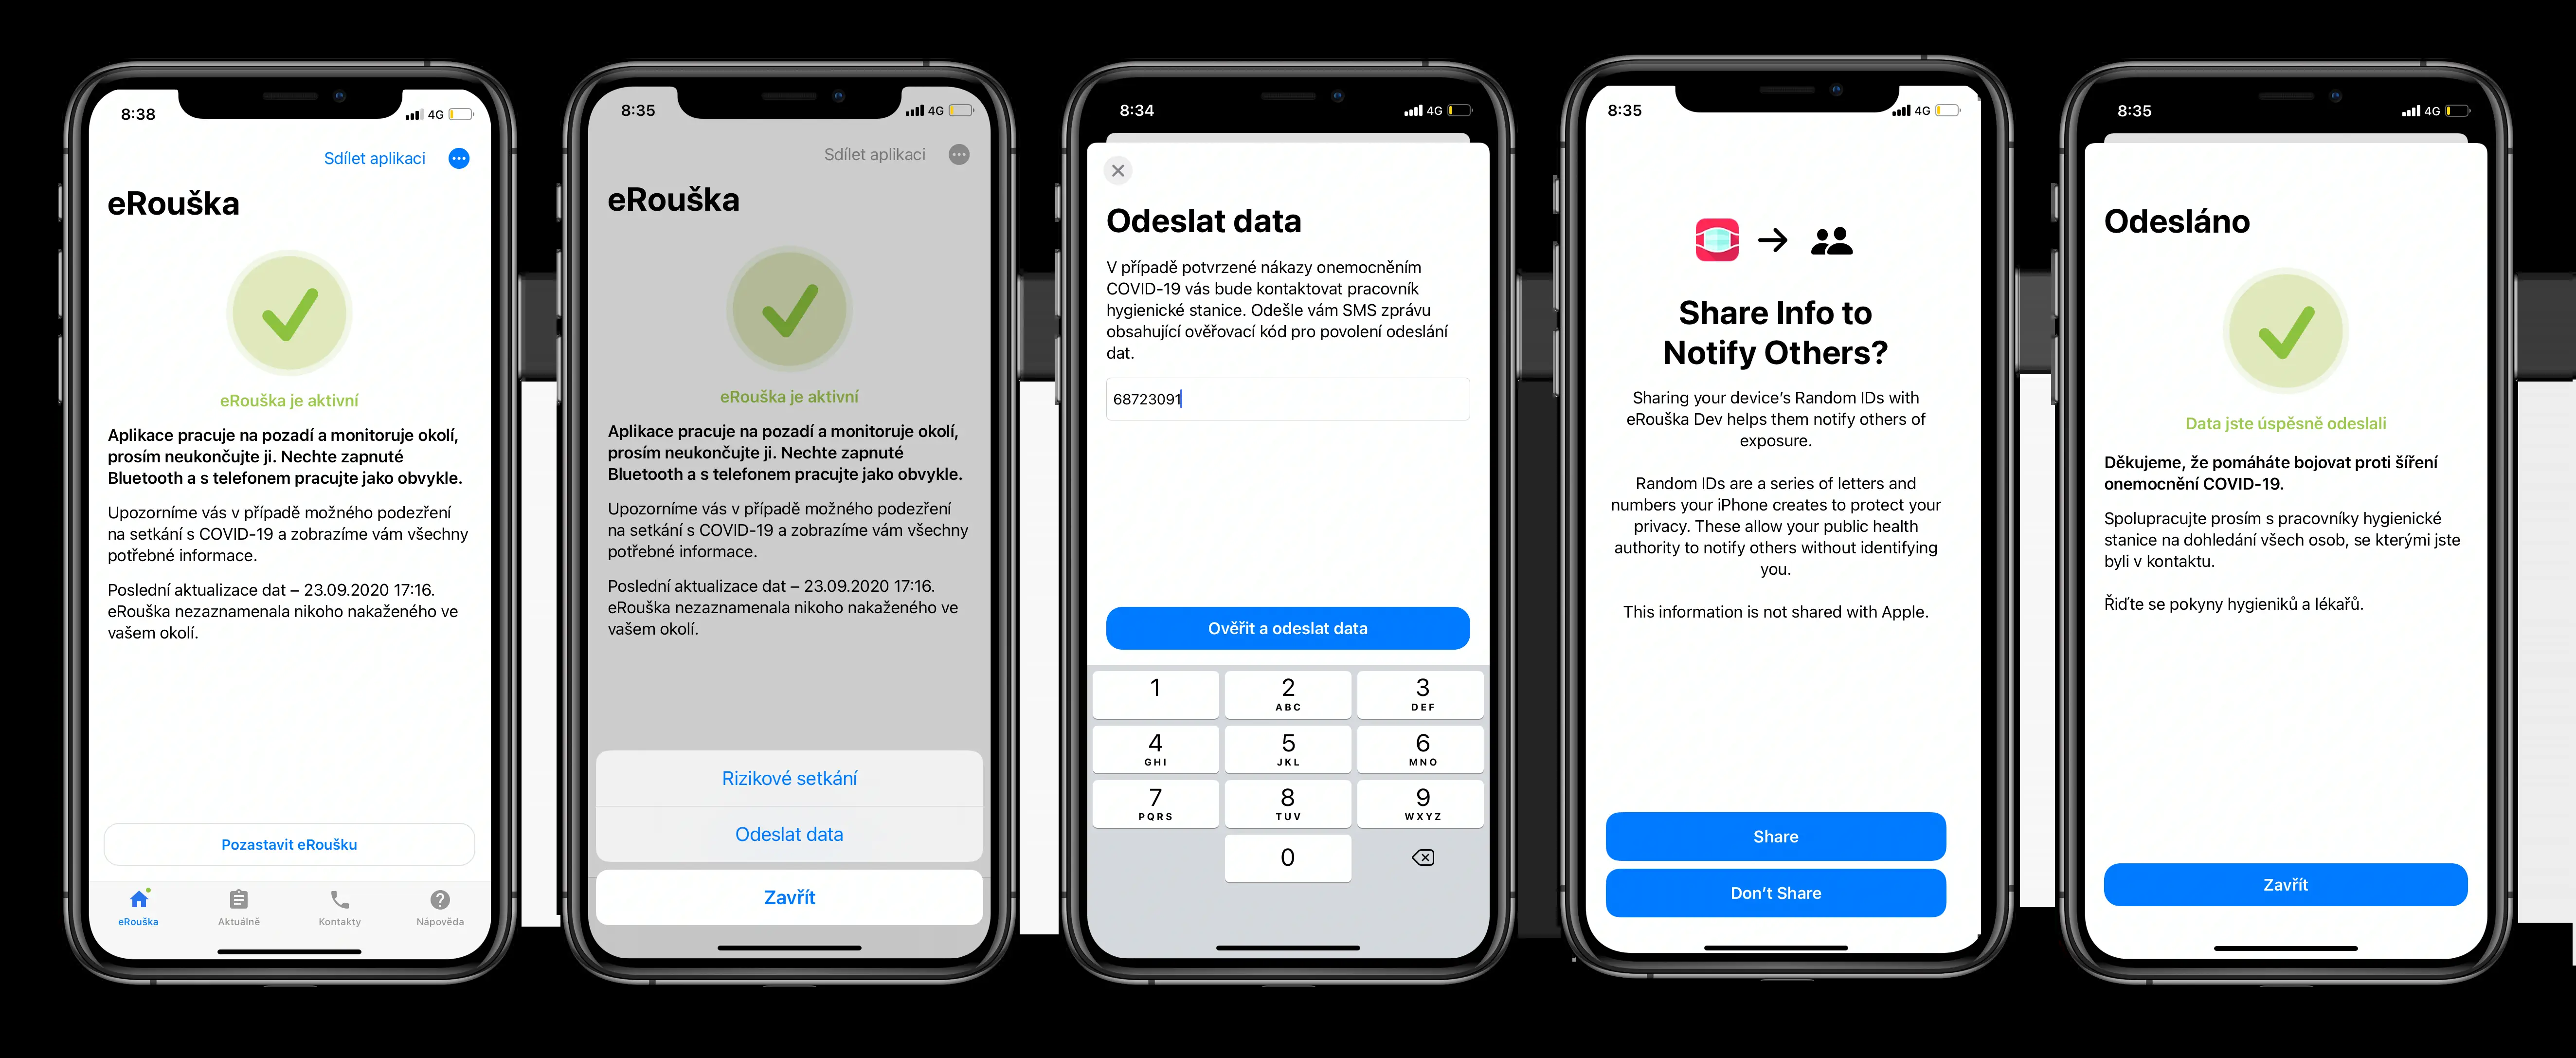 8:38
4G
Sdílet aplikaci
eRouška
eRouška je aktivní
Aplikace pracuje na pozadí a monitoruje okolí,
prosím neukončujte ji. Nechte zapnuté
Bluetooth a s telefonem pracujte jako obvykle.
Upozorníme vás v případě možného podezření
na setkání s COVID-19 a zobrazíme vám všechny
potřebné informace.
Poslední aktualizace dat – 23.09.2020 17:16.
eRouška nezaznamenala nikoho nakaženého ve
vašem okolí.
Pozastavit eRoušku
eRouška
Aktuálně
Kontakty
Nápověda
8:35
4G
Sdílet aplikaci
eRouška
eRouška je aktivní
Aplikace pracuje na pozadí a monitoruje okolí,
prosím neukončujte ji. Nechte zapnuté
Bluetooth a s telefonem pracujte jako obvykle.
Upozorníme vás v případě možného podezření
na setkání s COVID-19 a zobrazíme vám všechny
potřebné informace.
Poslední aktualizace dat – 23.09.2020 17:16.
eRouška nezaznamenala nikoho nakaženého ve
vašem okolí.
Rizikové setkání
Odeslat data
Zavřít
8:34
4G
Odeslat data
V případě potvrzené nákazy onemocněním
COVID-19 vás bude kontaktovat pracovník
hygienické stanice. Odešle vám SMS zprávu
obsahující ověřovací kód pro povolení odeslání
dat.
68723091
Ověřit a odeslat data
1 2 3
ABC DEF
4 5 6
GHI JKL MNO
7 8 9
PQRS TUV WXYZ
0
8:35
4G
Share Info to
Notify Others?
Sharing your device's Random IDs with
eRouška Dev helps them notify others of
exposure.
Random IDs are a series of letters and
numbers your iPhone creates to protect your
privacy. These allow your public health
authority to notify others without identifying
you.
This information is not shared with Apple.
Share
Don't Share
8:35
4G
Odesláno
Data jste úspěsně odeslali
Děkujeme, že pomáháte bojovat proti šíření
onemocnění COVID-19.
Spolupracujte prosím s pracovníky hygienické
stanice na dohledání všech osob, se kterými jste
byli v kontaktu.
Řiďte se pokyny hygieniků a lékařů.
Zavřít